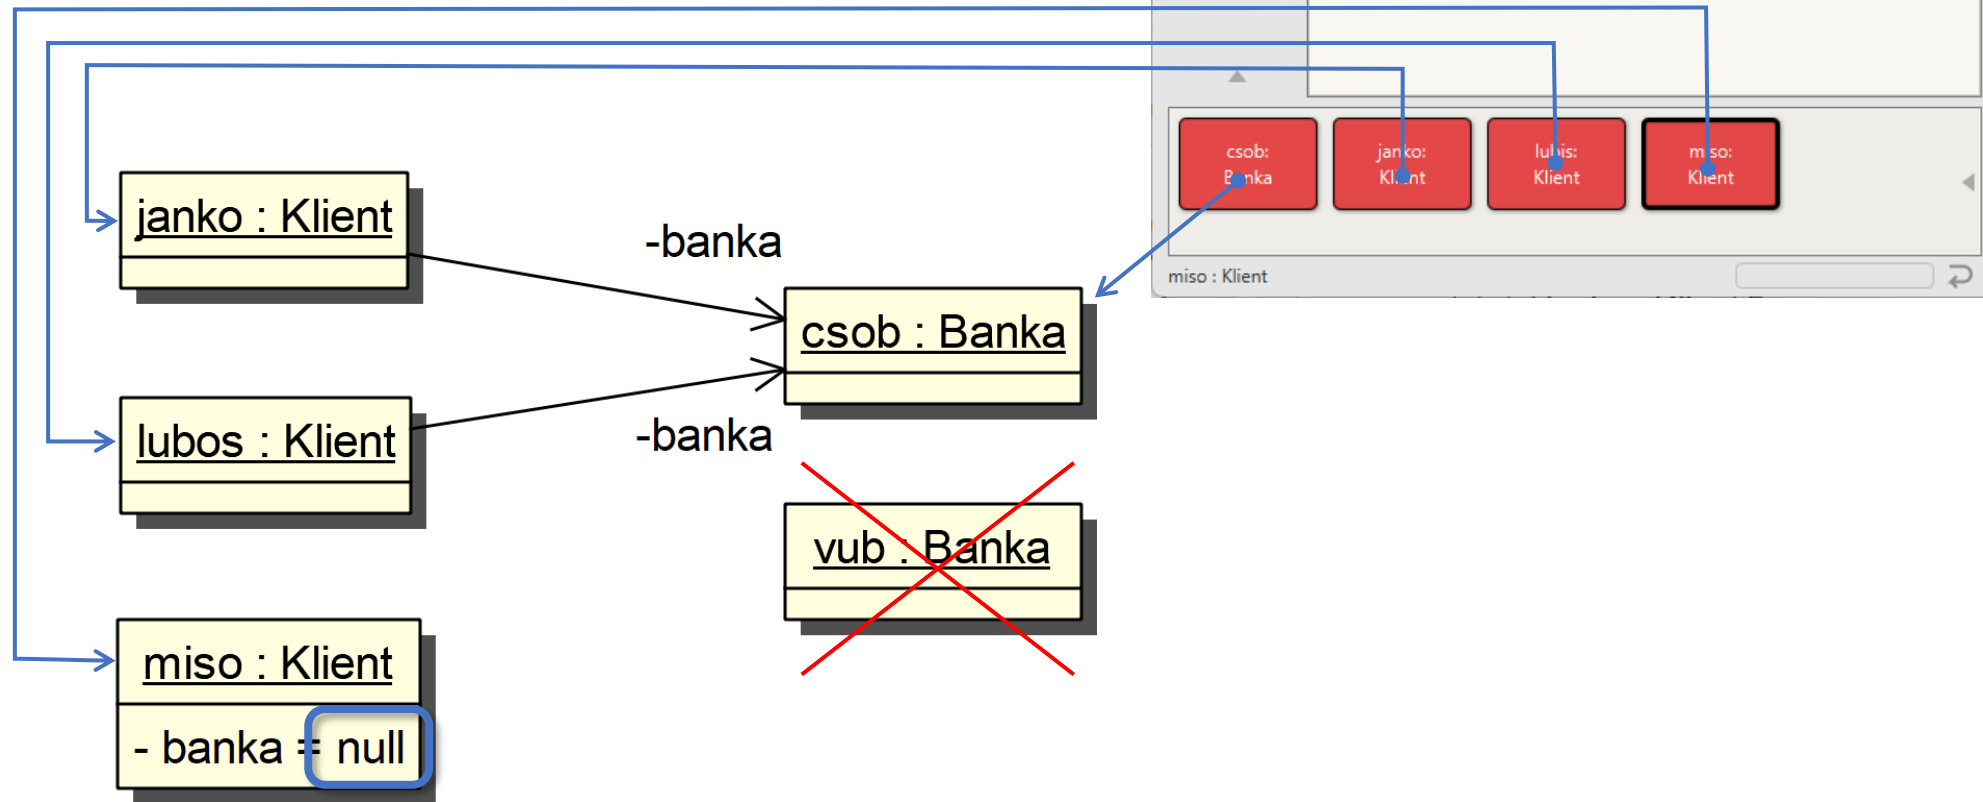 csob:
Banka
janko:
Klient
lubis:
Klient
miso:
Klient
miso : Klient
janko : Klient
-banka
csob : Banka
lubos : Klient
-banka
vub : Banka
miso : Klient
- banka = null